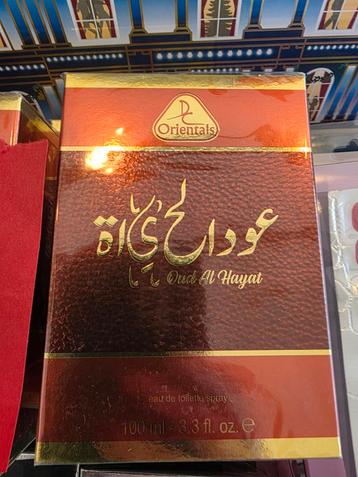 DC
Orientals
عود الحياة
Oud Al Hayat
eau de toilette spray
100 ml - 3.3 fl. oz. e